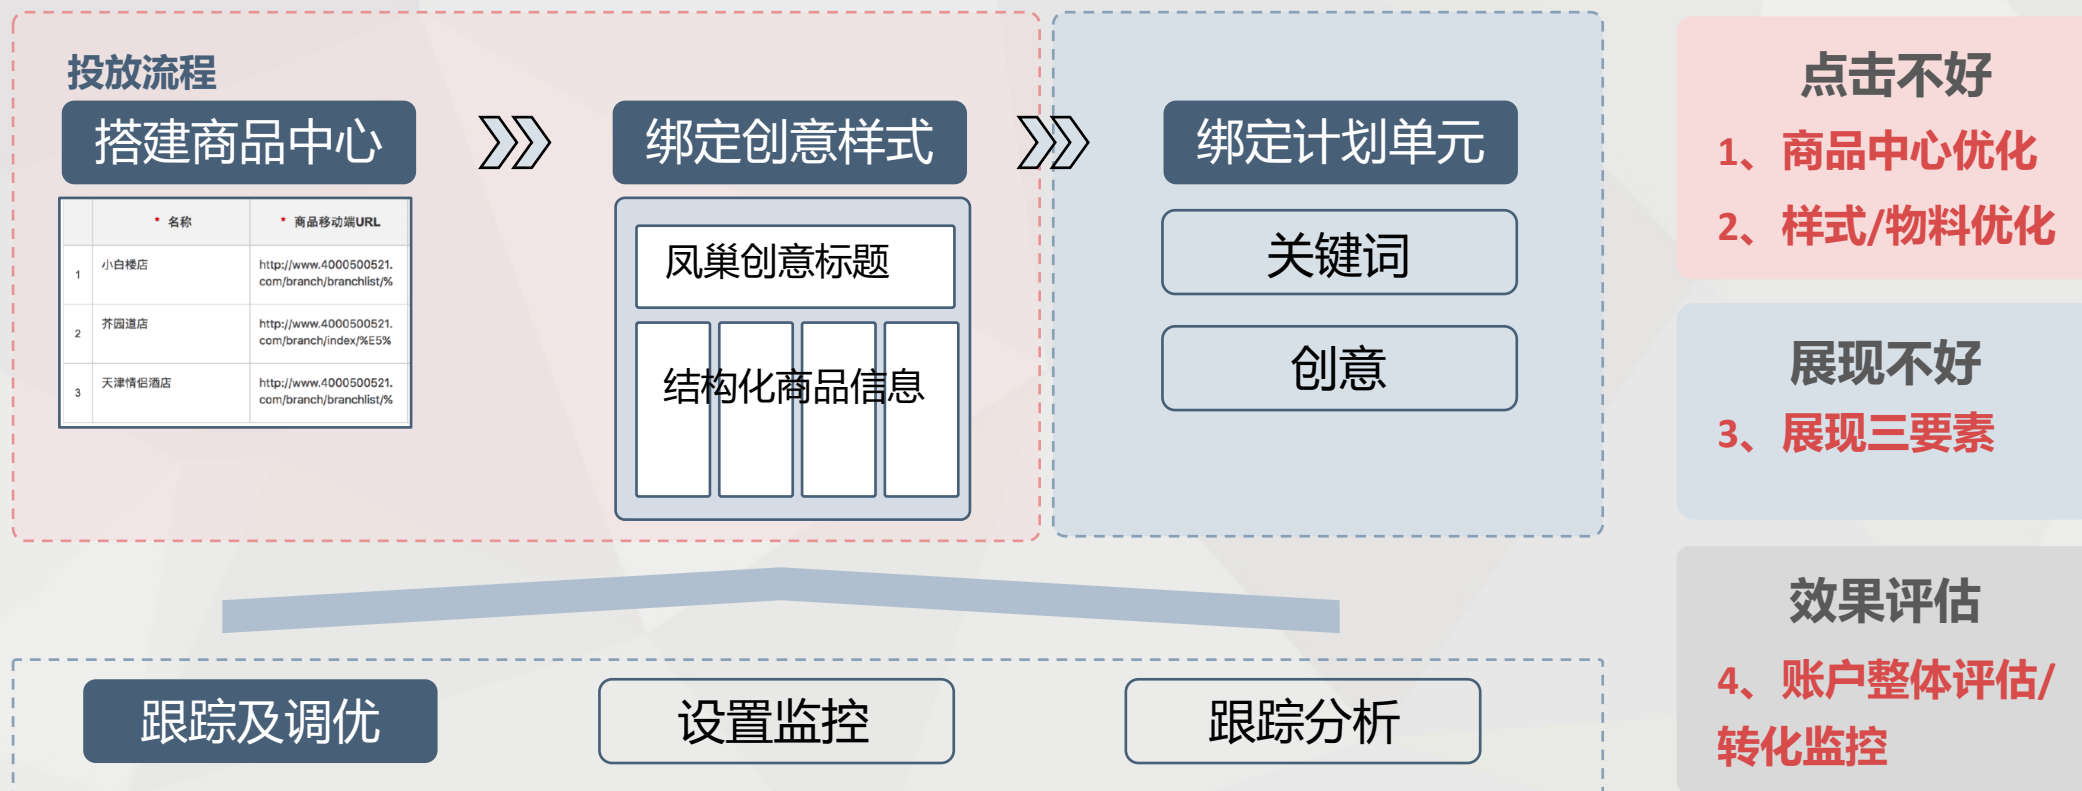 投放流程
搭建商品中心
绑定创意样式
绑定计划单元
* 名称
* 商品移动端URL
1
小白楼店
http://www.4000500521.
com/branch/branchlist/%
2
芥园道店
http://www.4000500521.
com/branch/index/%E5%
3
天津情侣酒店
http://www.4000500521.
com/branch/branchlist/%
凤巢创意标题
结构化商品信息
关键词
创意
跟踪及调优
设置监控
跟踪分析
点击不好
1、商品中心优化
2、样式/物料优化
展现不好
3、展现三要素
效果评估
4、账户整体评估/
转化监控